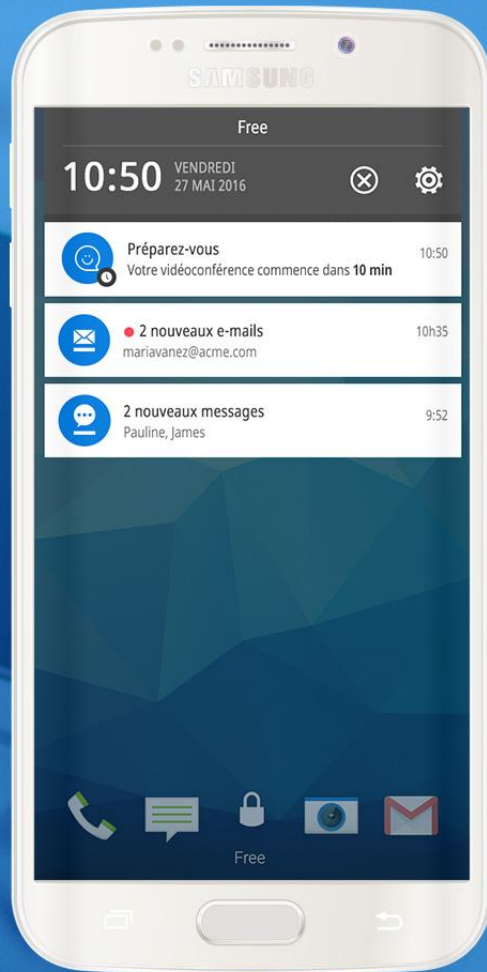 SAMSUNG
Free
10:50
VENDREDI
27 MAI 2016
Préparez-vous
10:50
Votre vidéoconférence commence dans 10 min
2 nouveaux e-mails
10h35
mariavanez@acme.com
2 nouveaux messages
9:52
Pauline, James
Free